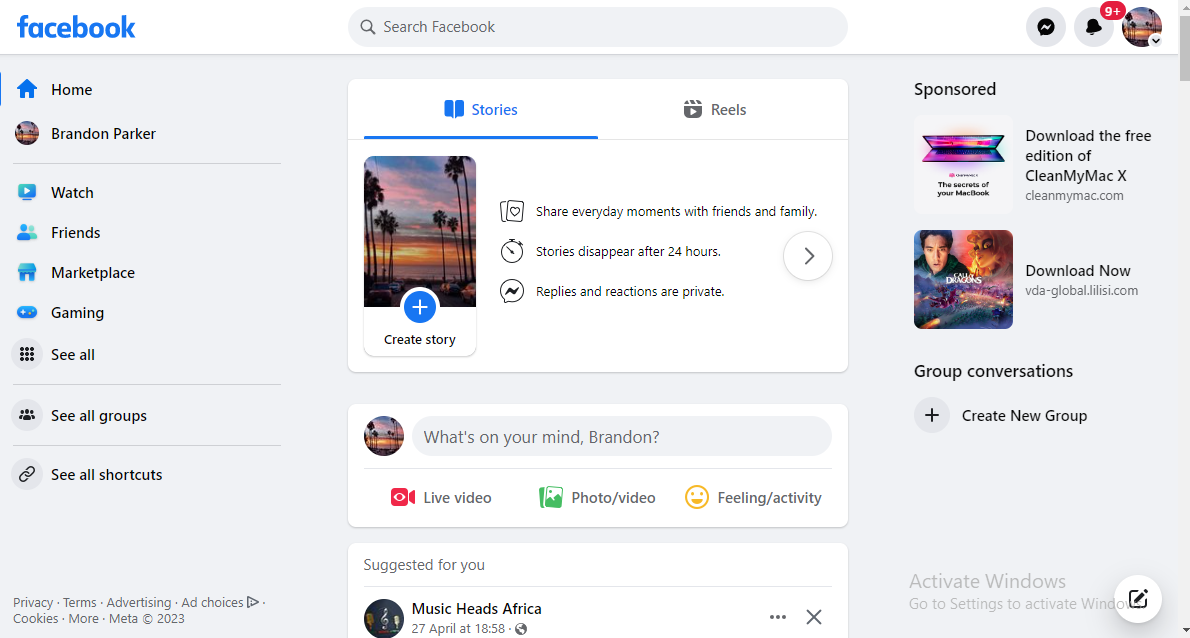 facebook
Search Facebook
9+
Home
Brandon Parker
Watch
Friends
Marketplace
Gaming
See all
See all groups
See all shortcuts
Privacy · Terms · Advertising · Ad choices ·
Cookies · More · Meta © 2023
Stories
Reels
Create story
Share everyday moments with friends and family.
Stories disappear after 24 hours.
Replies and reactions are private.
What's on your mind, Brandon?
Live video
Photo/video
Feeling/activity
Suggested for you
Music Heads Africa
27 April at 18:58 ·
Sponsored
The secrets of
your MacBook
Download the free
edition of
CleanMyMac X
cleanmymac.com
CALL OF
DRAGONS
Download Now
vda-global.lilisi.com
Group conversations
Create New Group
Activate Windows
Go to Settings to activate Windows.